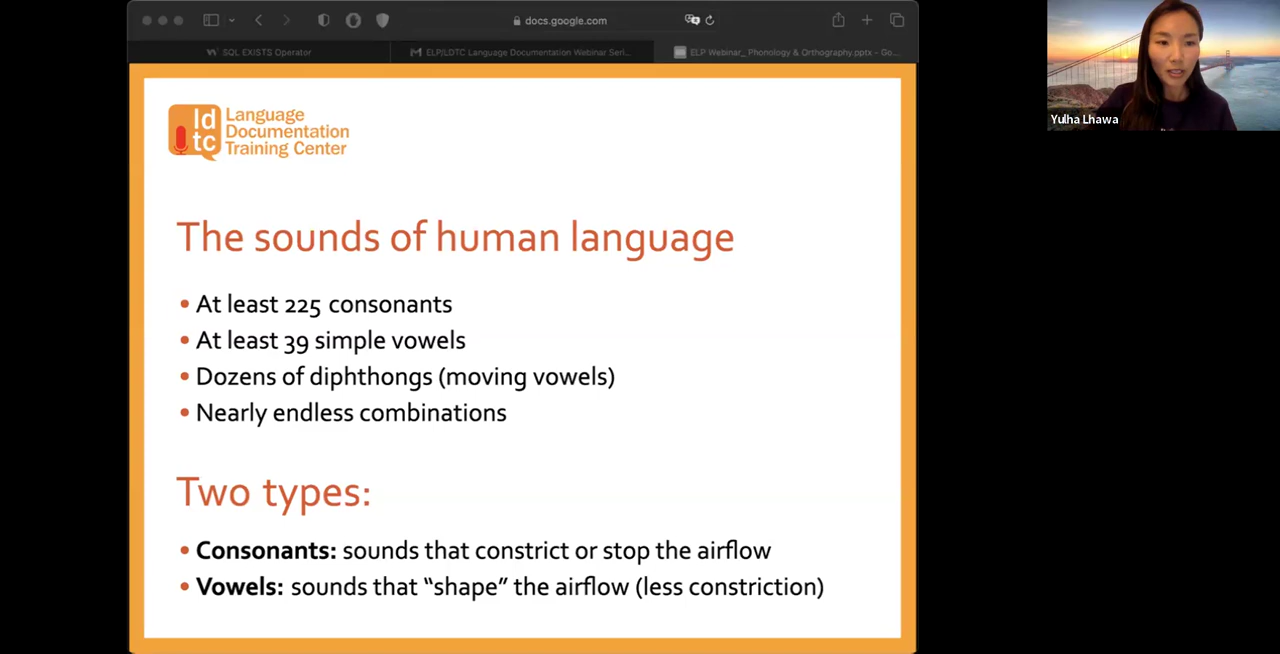 docs.google.com
SQL EXISTS Operator
ELP/LDTC Language Documentation Webinar Seri...
ELP Webinar_ Phonology & Orthography.pptx – Go...
Yulha Lhawa
ld
tc
Language
Documentation
Training Center
The sounds of human language
• At least 225 consonants
• At least 39 simple vowels
• Dozens of diphthongs (moving vowels)
• Nearly endless combinations
Two types:
• Consonants: sounds that constrict or stop the airflow
• Vowels: sounds that “shape” the airflow (less constriction)